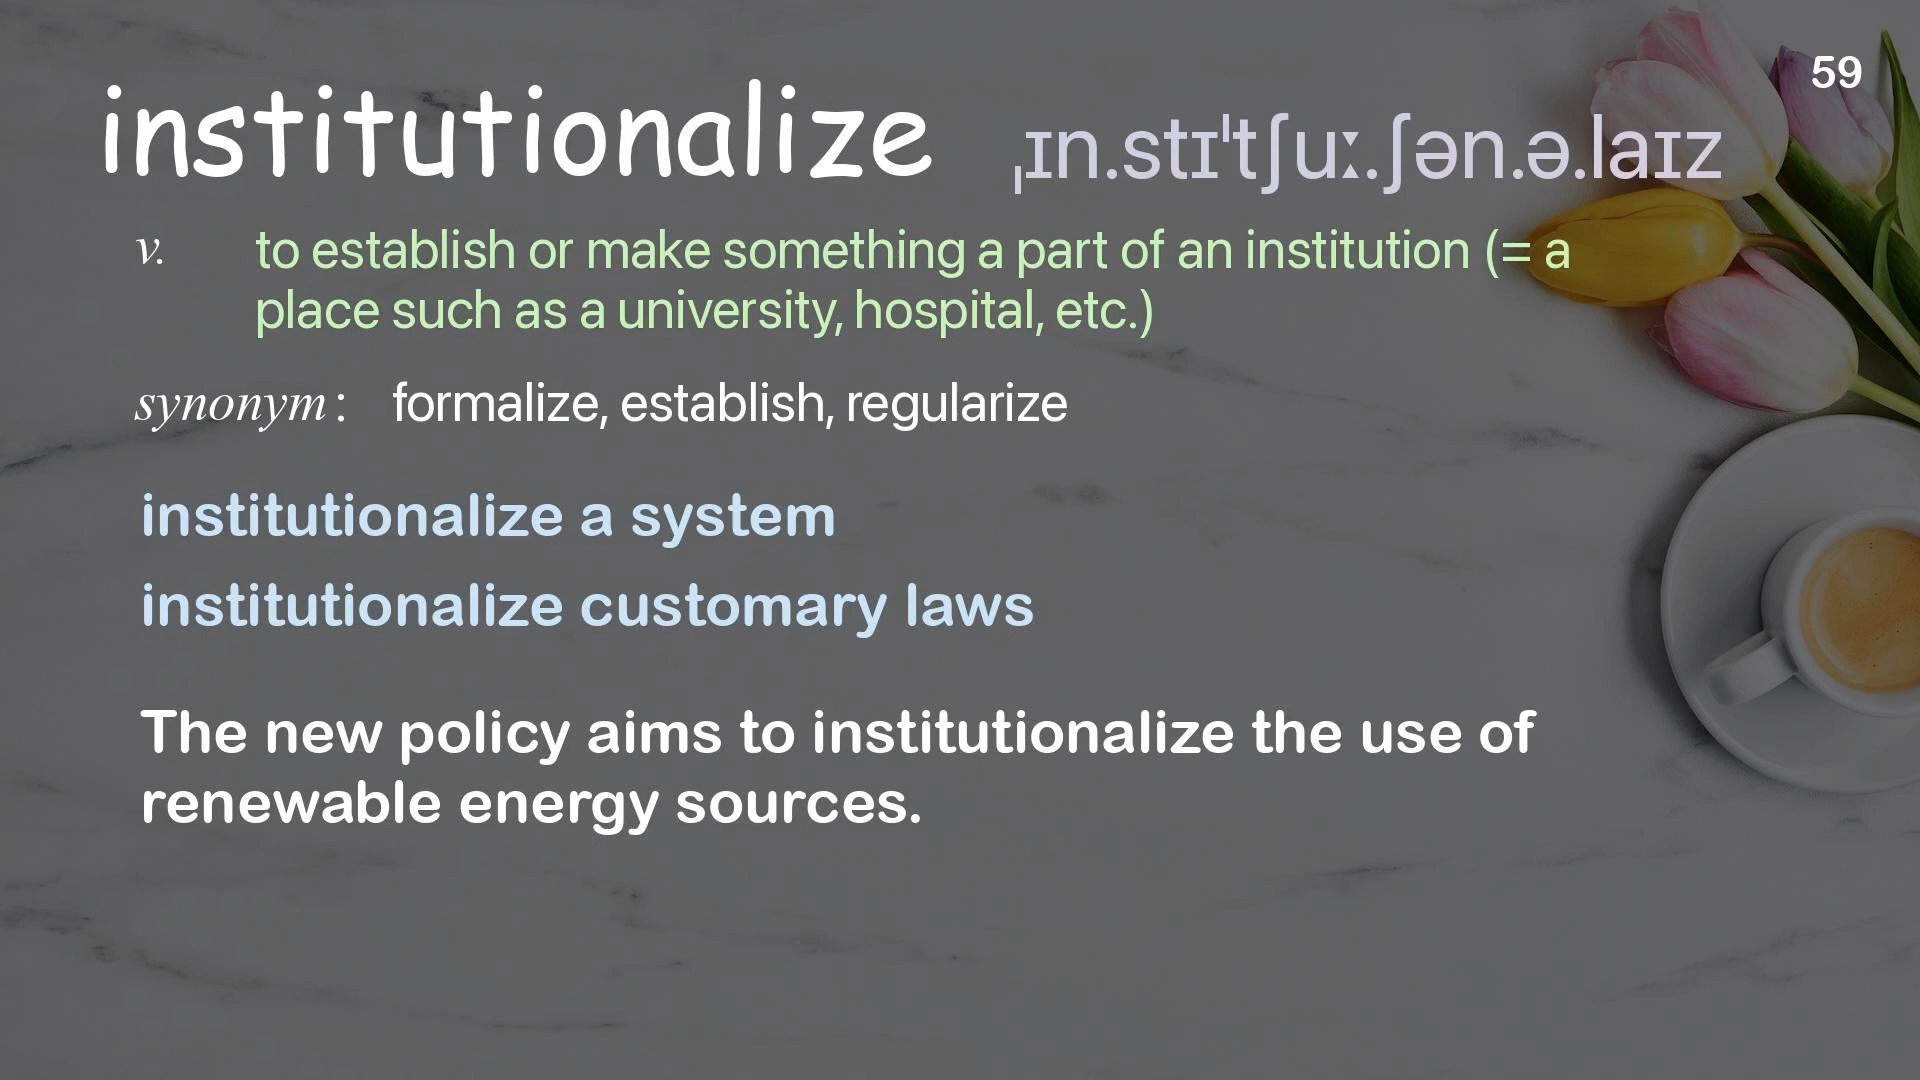 59
institutionalize ˌɪn.stɪˈtʃuː.ʃən.ə.laɪz
v. to establish or make something a part of an institution (= a
place such as a university, hospital, etc.)
synonym : formalize, establish, regularize
institutionalize a system
institutionalize customary laws
The new policy aims to institutionalize the use of
renewable energy sources.